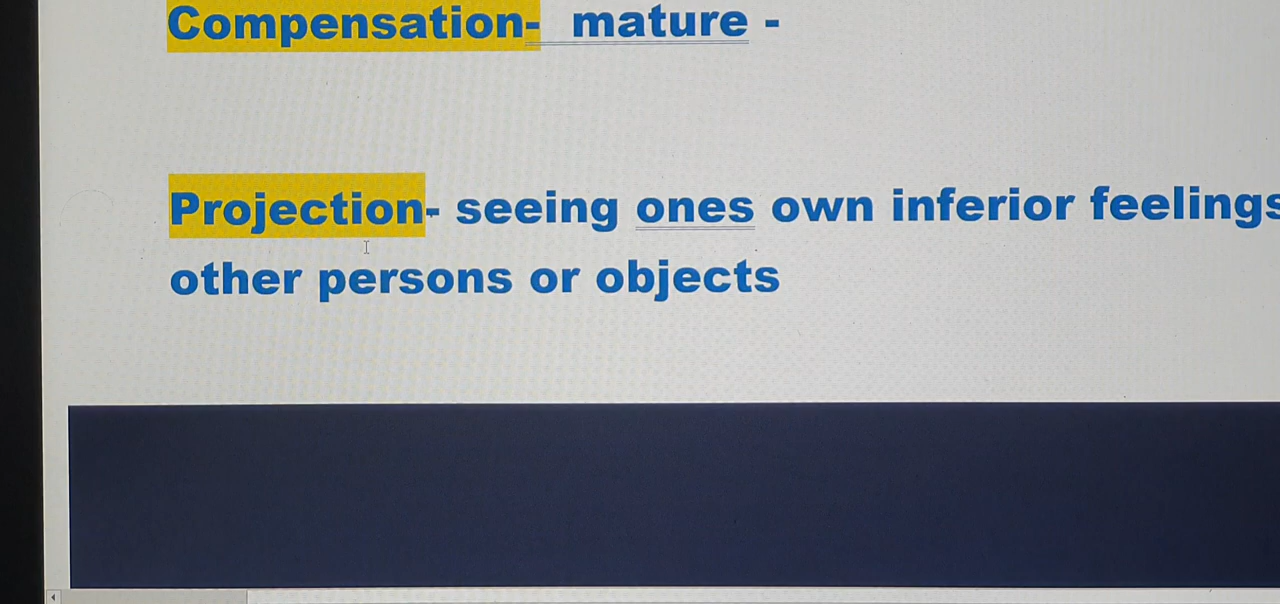 Compensation- mature -
Projection- seeing ones own inferior feelings
other persons or objects